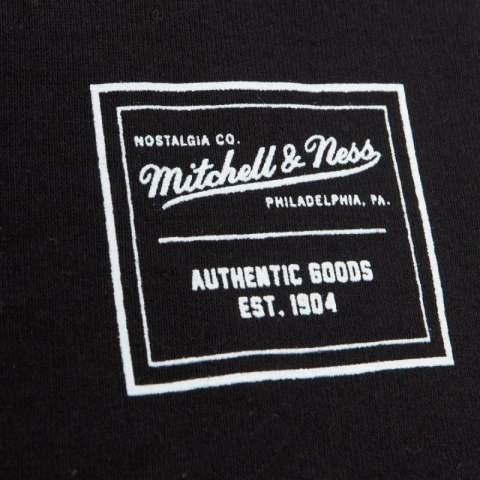 NOSTALGIA CO.
Mitchell & Ness
PHILADELPHIA, PA.
AUTHENTIC GOODS
EST. 1904